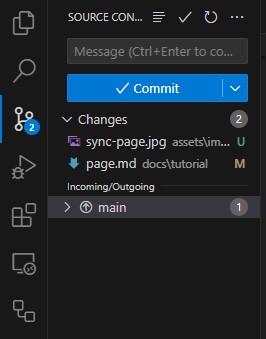 SOURCE CON...
Message (Ctrl+Enter to co...
Commit
Changes 2
sync-page.jpg assets\im... U
2
page.md docs\tutorial M
Incoming/Outgoing
main 1